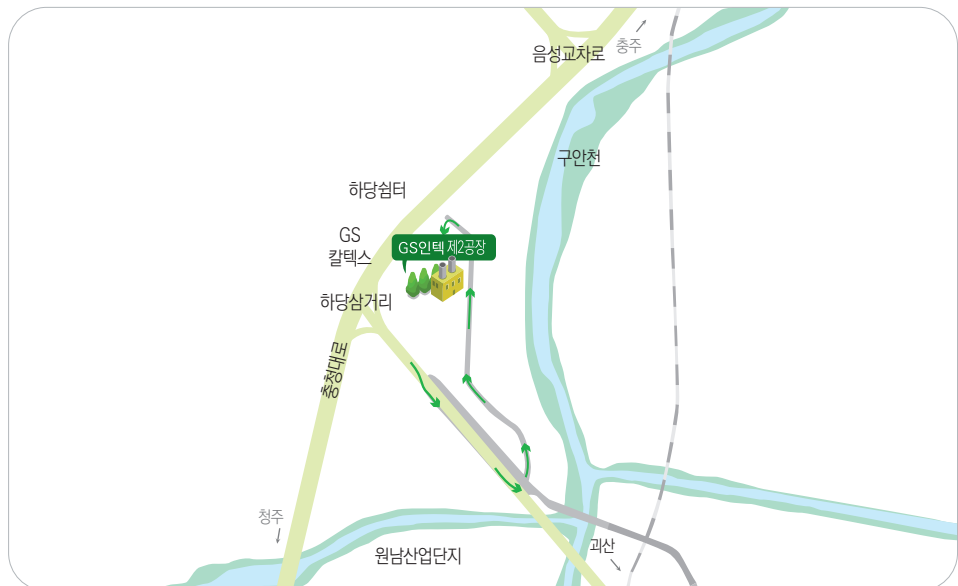 충주
음성교차로
구안천
하당쉼터
GS
칼텍스
GS인텍 제2공장
하당삼거리
충청대로
청주
원남산업단지
괴산